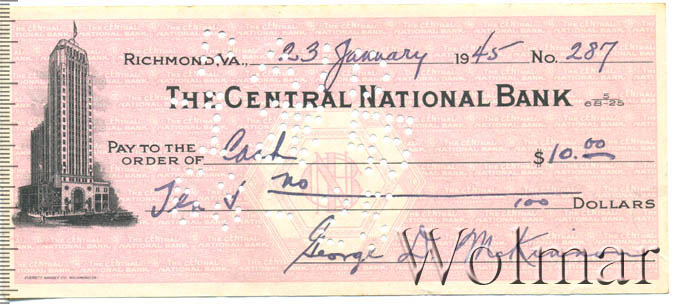 RICHMOND, VA., 23 January 1945 No. 287
THE CENTRAL NATIONAL BANK 5 68-25
PAY TO THE ORDER OF Cash $10.00
Ten & no/100 DOLLARS
George
Wolmar